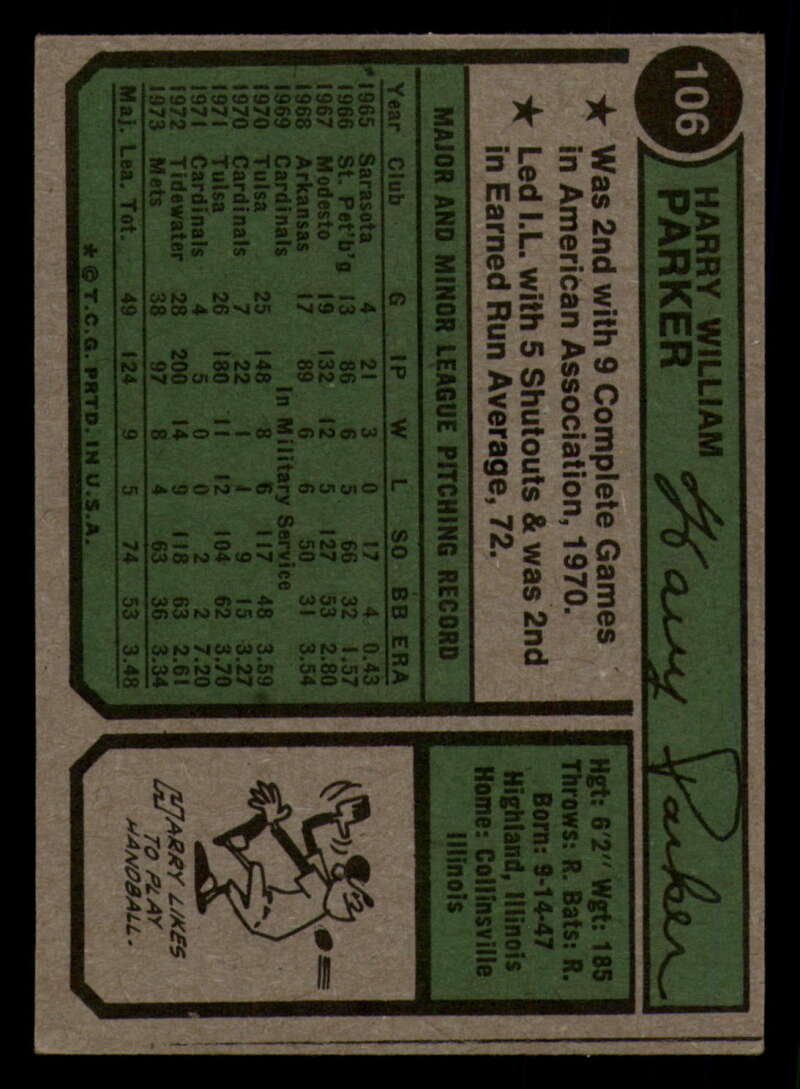 106
HARRY WILLIAM
PARKER
Harry Parker
★ Was 2nd with 9 Complete Games
in American Association, 1970.
★ Led I.L. with 5 Shutouts & was 2nd
in Earned Run Average, 72.
MAJOR AND MINOR LEAGUE PITCHING RECORD
Year Club G IP W L SO BB ERA
*1965 Sarasota 4 21 3 0 17 4 0.43
1966 St. Pet'b'g 13 86 6 5 66 32 1.57
1967 Modesto 19 132 12 5 127 53 2.80
1968 Arkansas 17 89 6 6 50 31 3.54
1969 Cardinals In Military Service
1970 Tulsa 25 148 8 6 117 48 3.59
1970 Cardinals 7 22 1 1 9 15 3.27
1971 Tulsa 26 180 11 12 104 62 3.70
1971 Cardinals 4 5 0 0 2 2 7.20
1972 Tidewater 28 200 14 9 118 63 2.61
1973 Mets 38 97 8 4 63 36 3.34
Maj. Lea. Tot. 49 124 9 5 74 53 3.48
* © T.C.G. PRTD. IN U.S.A.
Hgt: 6'2" Wgt: 185
Throws: R. Bats: R.
Born: 9-14-47
Highland, Illinois
Home: Collinsville
Illinois
HARRY LIKES
TO PLAY
HANDBALL.